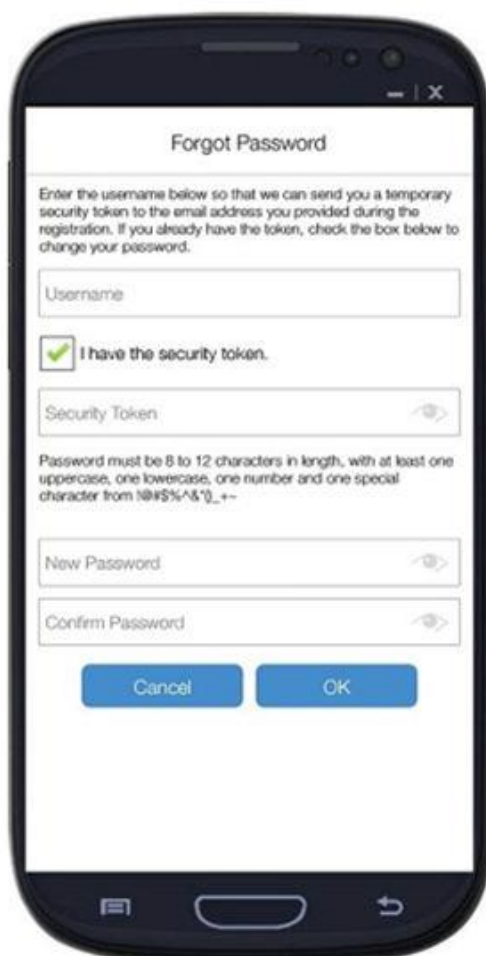 Forgot Password
Enter the username below so that we can send you a temporary
security token to the email address you provided during the
registration. If you already have the token, check the box below to
change your password.
Username
I have the security token.
Security Token
Password must be 8 to 12 characters in length, with at least one
uppercase, one lowercase, one number and one special
character from !@#$%^&*()_+~
New Password
Confirm Password
Cancel
OK